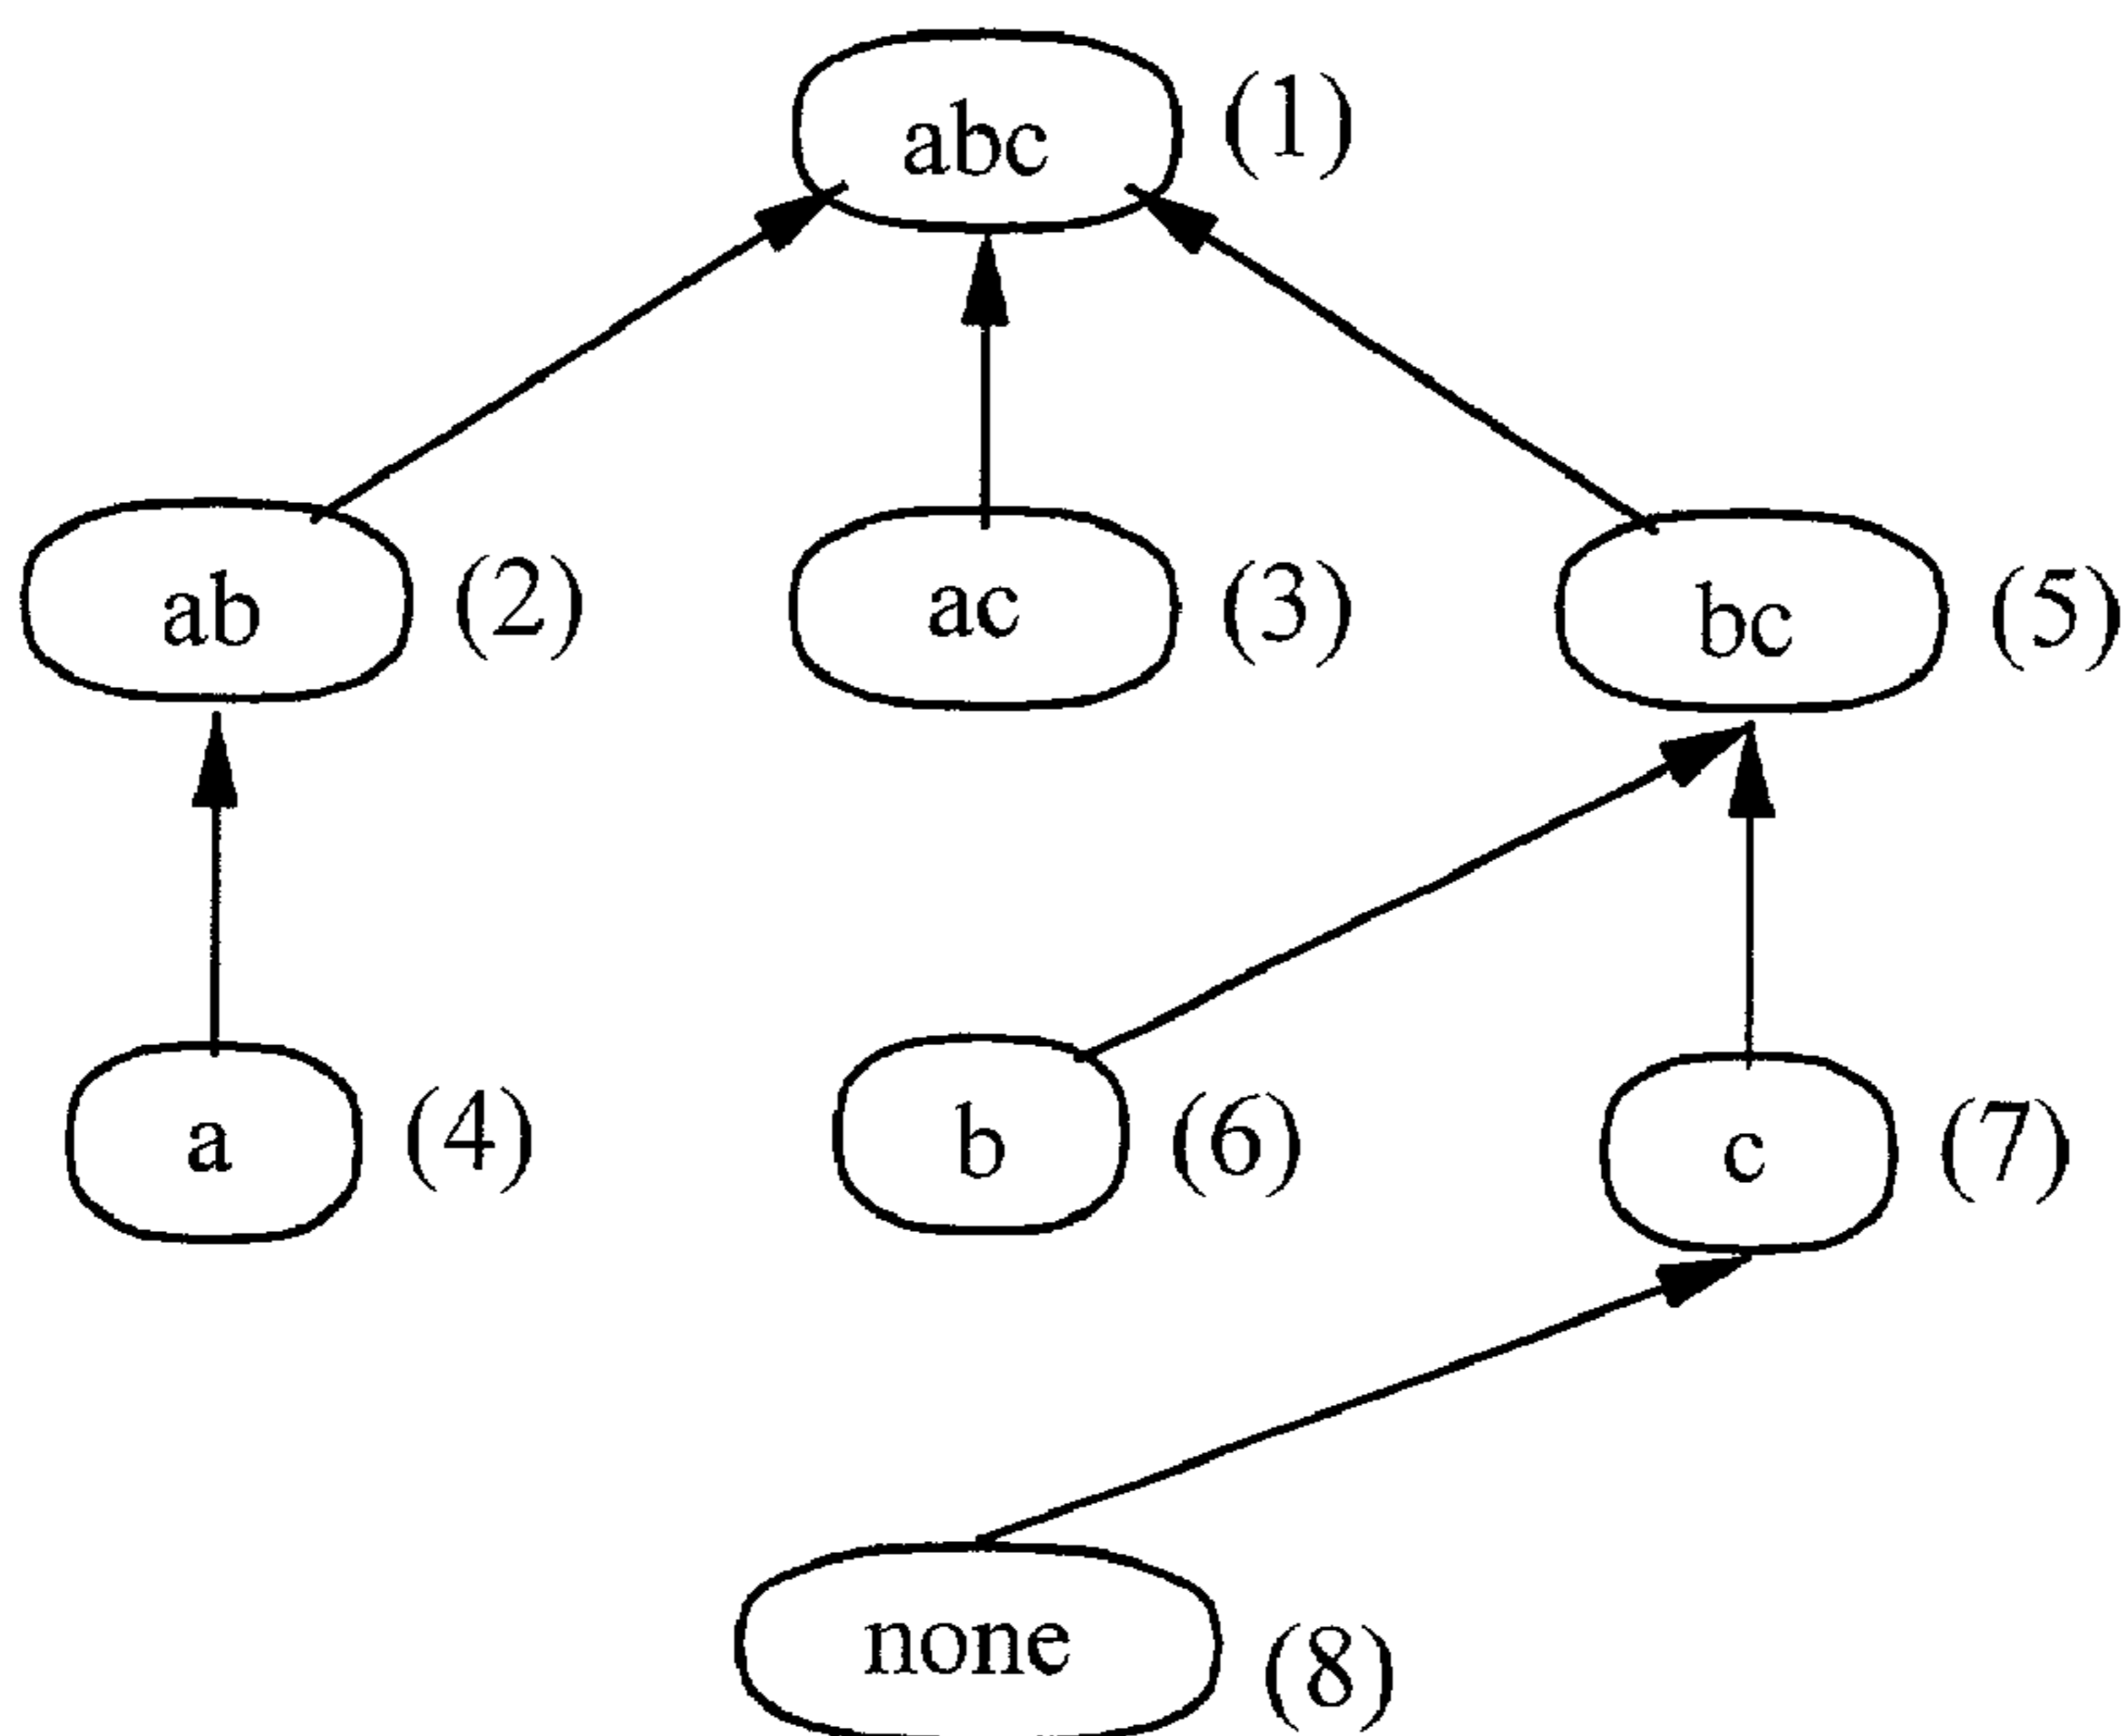 abc (1)
ab (2) ac (3) bc (5)
a (4) b (6) c (7)
none (8)